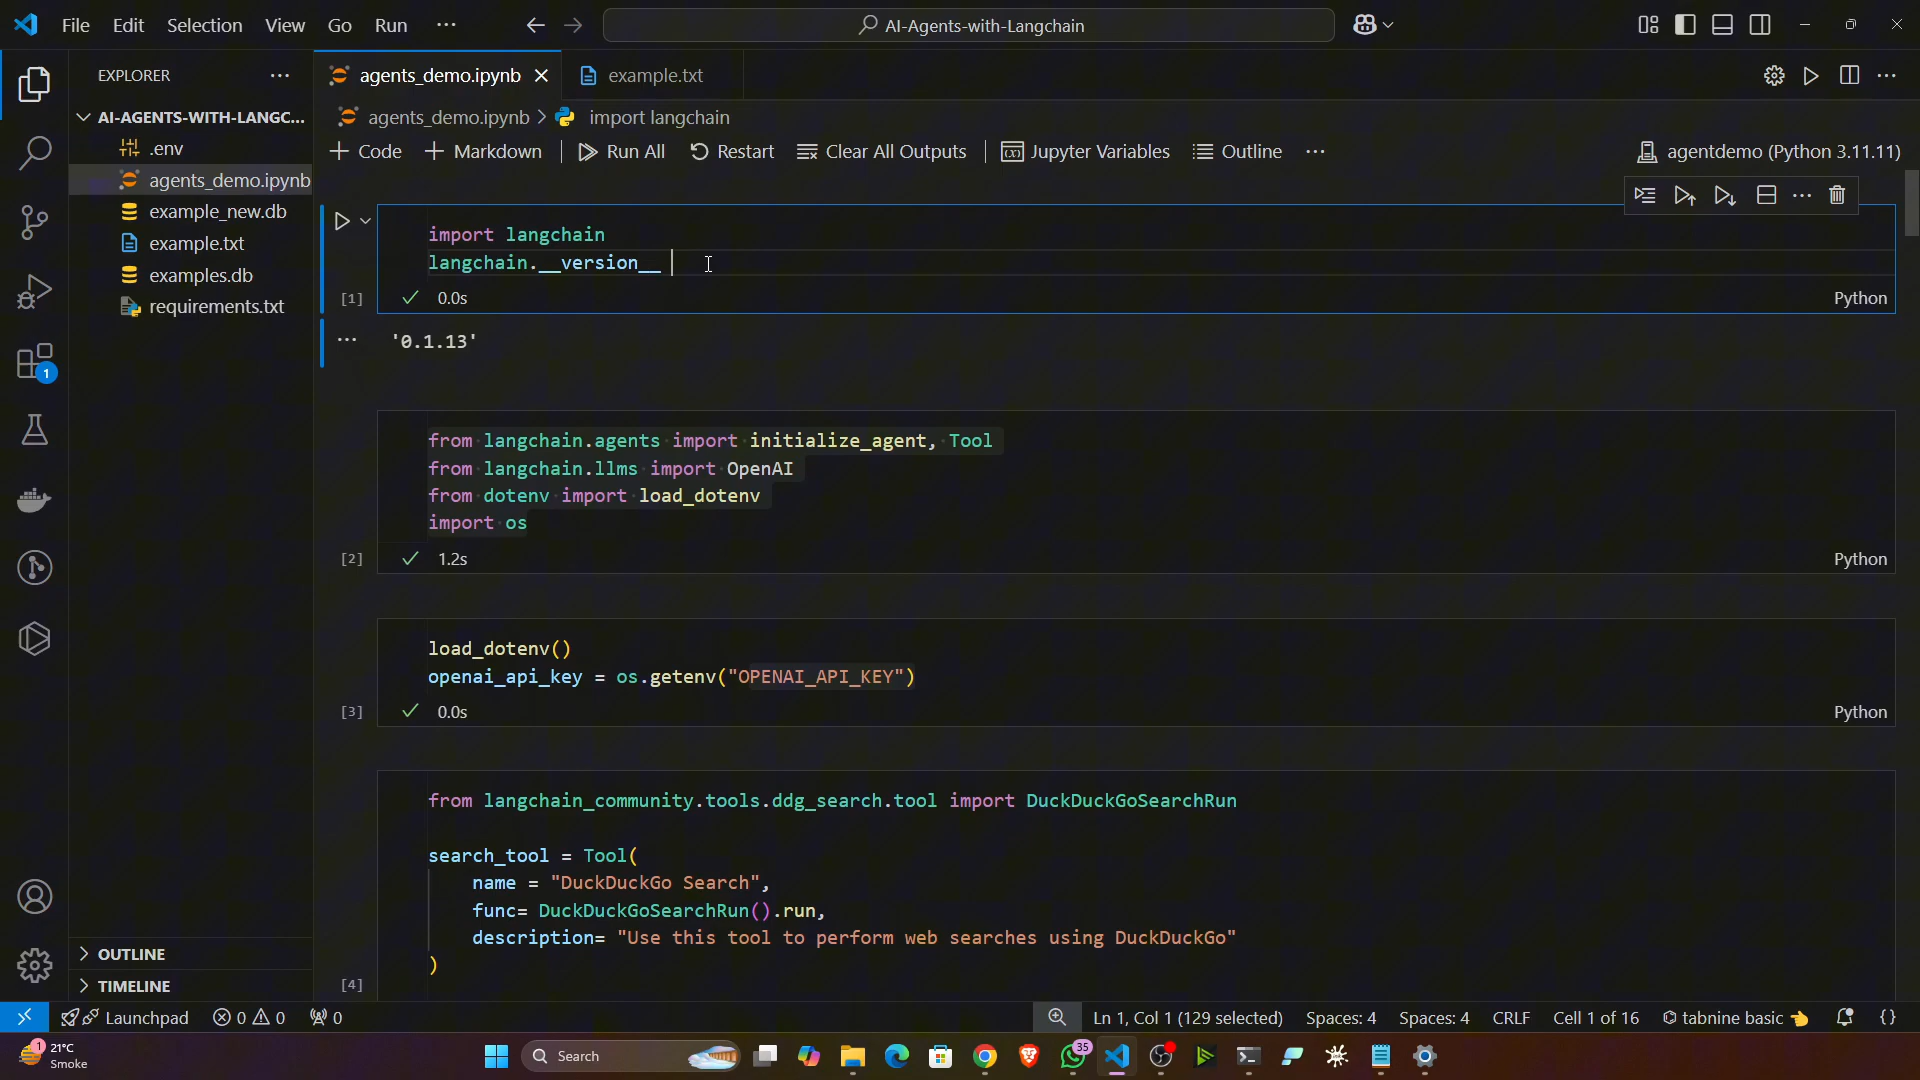 File Edit Selection View Go Run ···
AI-Agents-with-Langchain
EXPLORER ···
agents_demo.ipynb
example.txt
AI-AGENTS-WITH-LANGC...
.env
agents_demo.ipynb
example_new.db
example.txt
examples.db
requirements.txt
1
OUTLINE
TIMELINE
agents_demo.ipynb > import langchain
+ Code + Markdown Run All Restart Clear All Outputs Jupyter Variables Outline ···
agentdemo (Python 3.11.11)
import langchain
langchain.__version__
[1] 0.0s Python
'0.1.13'
from langchain.agents import initialize_agent, Tool
from langchain.llms import OpenAI
from dotenv import load_dotenv
import os
[2] 1.2s Python
load_dotenv()
openai_api_key = os.getenv("OPENAI_API_KEY")
[3] 0.0s Python
from langchain_community.tools.ddg_search.tool import DuckDuckGoSearchRun
search_tool = Tool(
name = "DuckDuckGo Search",
func= DuckDuckGoSearchRun().run,
description= "Use this tool to perform web searches using DuckDuckGo"
)
[4]
Launchpad 0 0 0
Ln 1, Col 1 (129 selected) Spaces: 4 Spaces: 4 CRLF Cell 1 of 16 tabnine basic {}
1 21°C
Smoke
Search
35